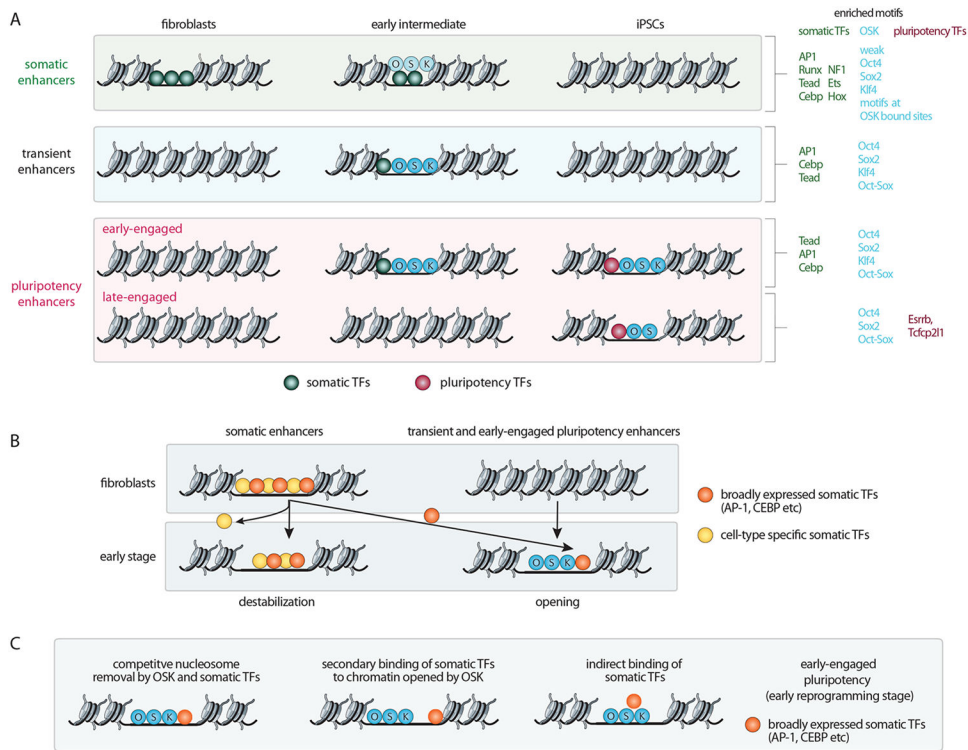 A
fibroblasts
early intermediate
iPSCs
enriched motifs
somatic TFs
OSK
pluripotency TFs
somatic
enhancers
O S K
AP1
Runx NF1
Tead Ets
Cebp Hox
weak
Oct4
Sox2
Klf4
motifs at
OSK bound sites
transient
enhancers
O S K
AP1
Cebp
Tead
Oct4
Sox2
Klf4
Oct-Sox
pluripotency
enhancers
early-engaged
O S K
O S K
Tead
AP1
Cebp
Oct4
Sox2
Klf4
Oct-Sox
late-engaged
O S
Oct4
Sox2
Oct-Sox
Esrrb,
Tcfcp2l1
somatic TFs
pluripotency TFs
B
somatic enhancers
transient and early-engaged pluripotency enhancers
fibroblasts
early stage
O S K
destabilization
opening
broadly expressed somatic TFs
(AP-1, CEBP etc)
cell-type specific somatic TFs
C
competitve nucleosome
removal by OSK and somatic TFs
O S K
secondary binding of somatic TFs
to chromatin opened by OSK
O S K
indirect binding of
somatic TFs
O S K
early-engaged
pluripotency
(early reprogramming stage)
broadly expressed somatic TFs
(AP-1, CEBP etc)